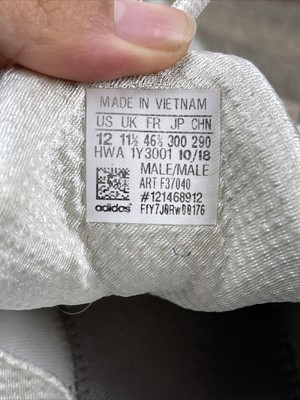 MADE IN VIETNAM
US UK FR JP CHN
12 11½ 46⅔ 300 290
HWA 1Y3001 10/18
MALE/MALE
ART F37040
#121468912
adidas FfY7J0RwD8176